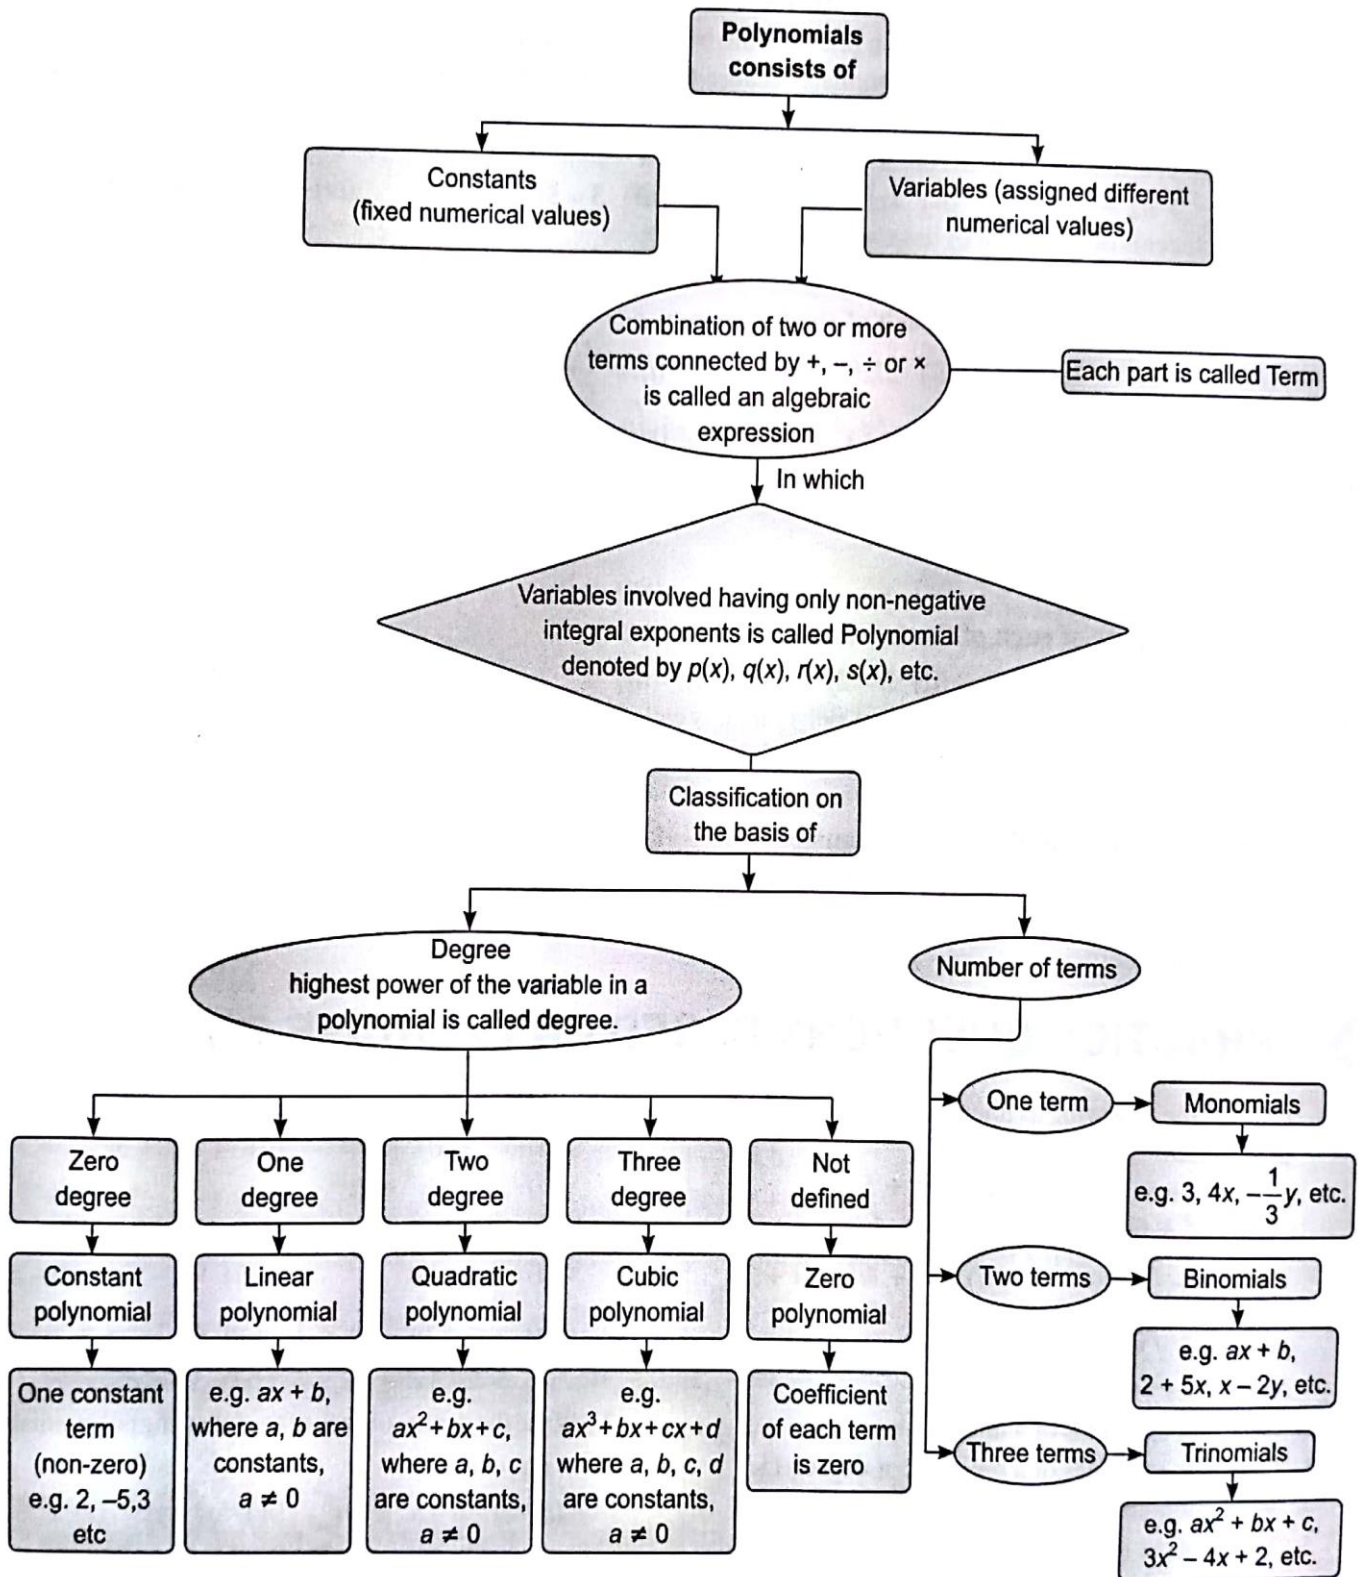 Polynomials
consists of
Constants
(fixed numerical values)
Variables (assigned different
numerical values)
Combination of two or more
terms connected by +, –, ÷ or ×
is called an algebraic
expression
Each part is called Term
In which
Variables involved having only non-negative
integral exponents is called Polynomial
denoted by p(x), q(x), r(x), s(x), etc.
Classification on
the basis of
Degree
highest power of the variable in a
polynomial is called degree.
Number of terms
Zero
degree
Constant
polynomial
One constant
term
(non-zero)
e.g. 2, –5,3
etc
One
degree
Linear
polynomial
e.g. ax + b,
where a, b are
constants,
a ≠ 0
Two
degree
Quadratic
polynomial
e.g.
ax² + bx + c,
where a, b, c
are constants,
a ≠ 0
Three
degree
Cubic
polynomial
e.g.
ax³ + bx + cx + d
where a, b, c, d
are constants,
a ≠ 0
Not
defined
Zero
polynomial
Coefficient
of each term
is zero
One term
Monomials
e.g. 3, 4x, –1/3 y, etc.
Two terms
Binomials
e.g. ax + b,
2 + 5x, x – 2y, etc.
Three terms
Trinomials
e.g. ax² + bx + c,
3x² – 4x + 2, etc.